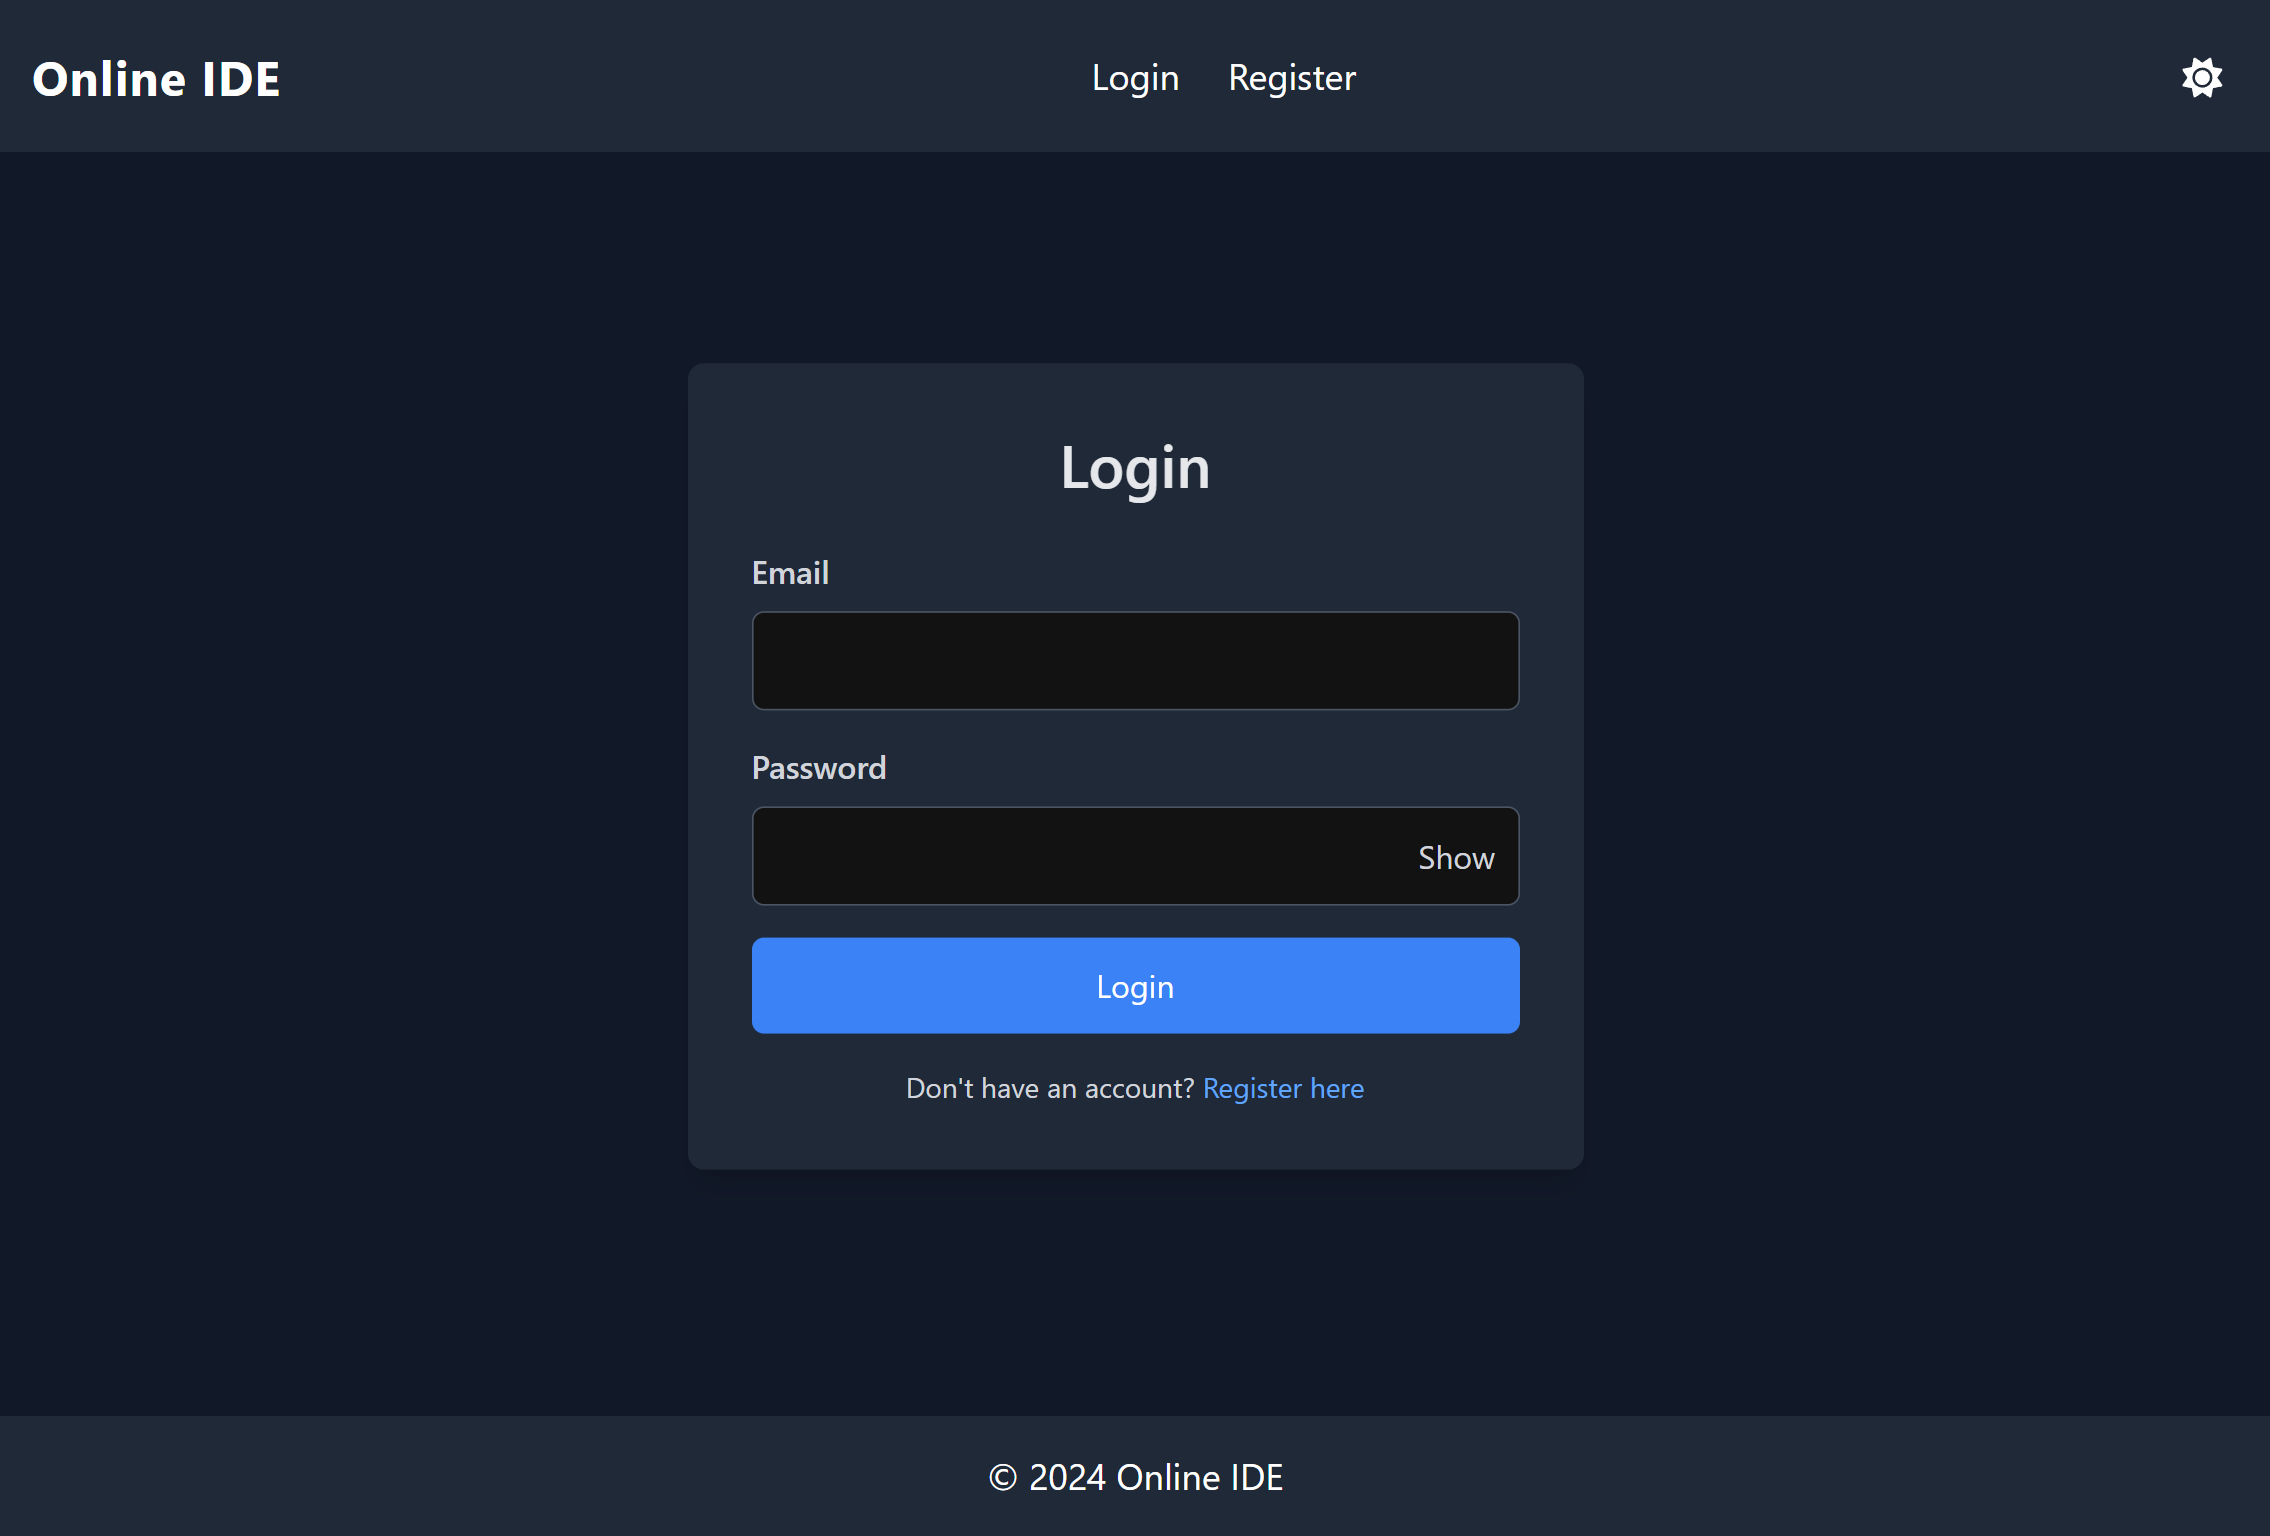 Online IDE
Login
Register
Login
Email
Password
Show
Login
Don't have an account? Register here
© 2024 Online IDE